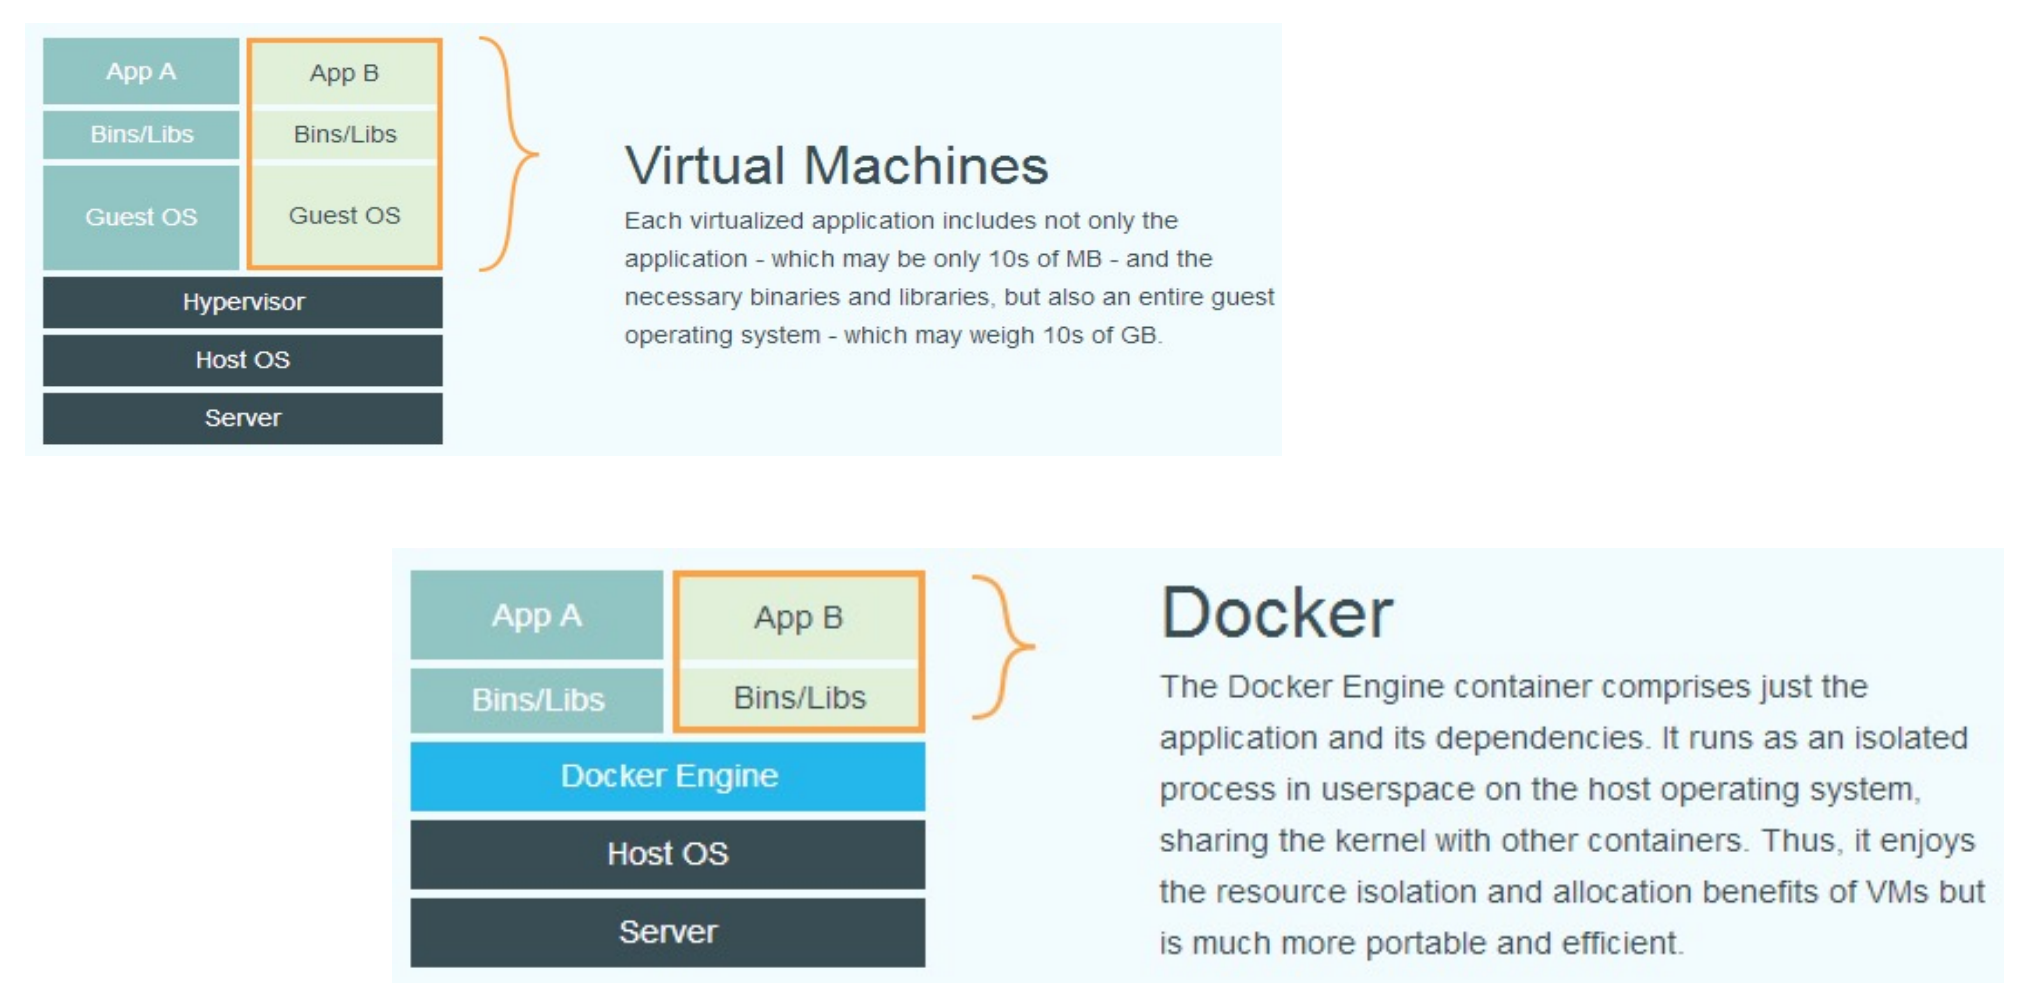 App A
App B
Bins/Libs
Bins/Libs
Guest OS
Guest OS
Hypervisor
Host OS
Server
Virtual Machines
Each virtualized application includes not only the
application - which may be only 10s of MB - and the
necessary binaries and libraries, but also an entire guest
operating system - which may weigh 10s of GB.
App A
App B
Bins/Libs
Bins/Libs
Docker Engine
Host OS
Server
Docker
The Docker Engine container comprises just the
application and its dependencies. It runs as an isolated
process in userspace on the host operating system,
sharing the kernel with other containers. Thus, it enjoys
the resource isolation and allocation benefits of VMs but
is much more portable and efficient.